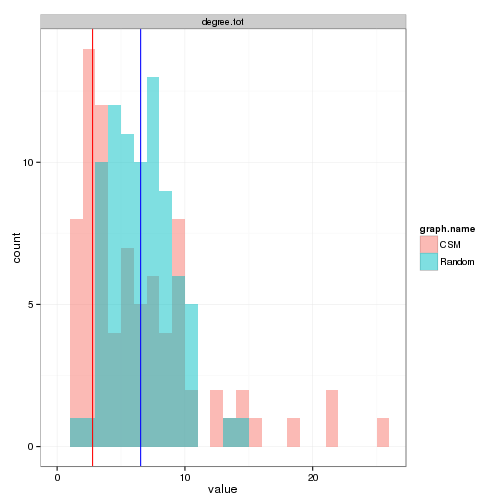 degree.tot
10
5
0
count
0
10
20
value
graph.name
CSM
Random